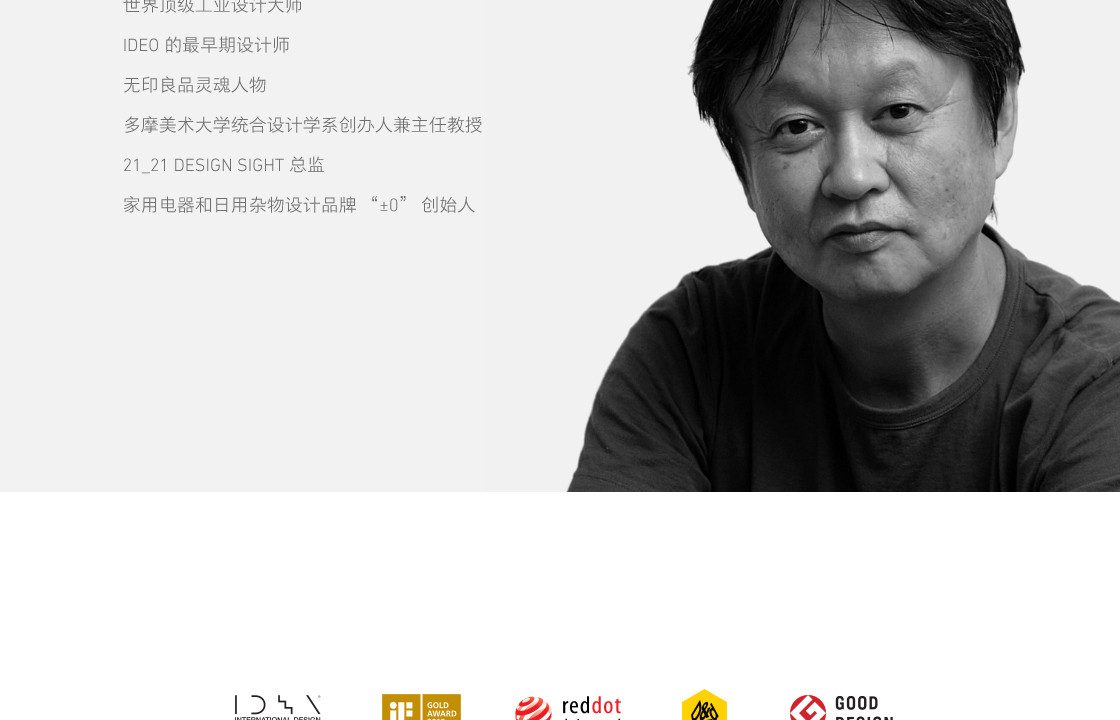 世界顶级工业设计大师
IDEO 的最早期设计师
无印良品灵魂人物
多摩美术大学统合设计学系创办人兼主任教授
21_21 DESIGN SIGHT 总监
家用电器和日用杂物设计品牌 “±0” 创始人
INTERNATIONAL DESIGN
iF
GOLD
AWARD
reddot
GOOD
DESIGN